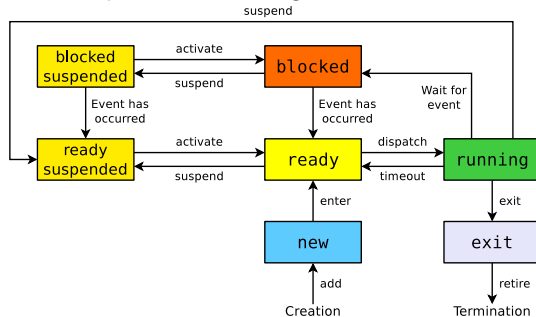 suspend
blocked
suspended
activate
suspend
blocked
Wait for
event
Event has
occurred
Event has
occurred
ready
suspended
activate
suspend
ready
dispatch
timeout
running
enter
exit
new
exit
add
retire
Creation
Termination